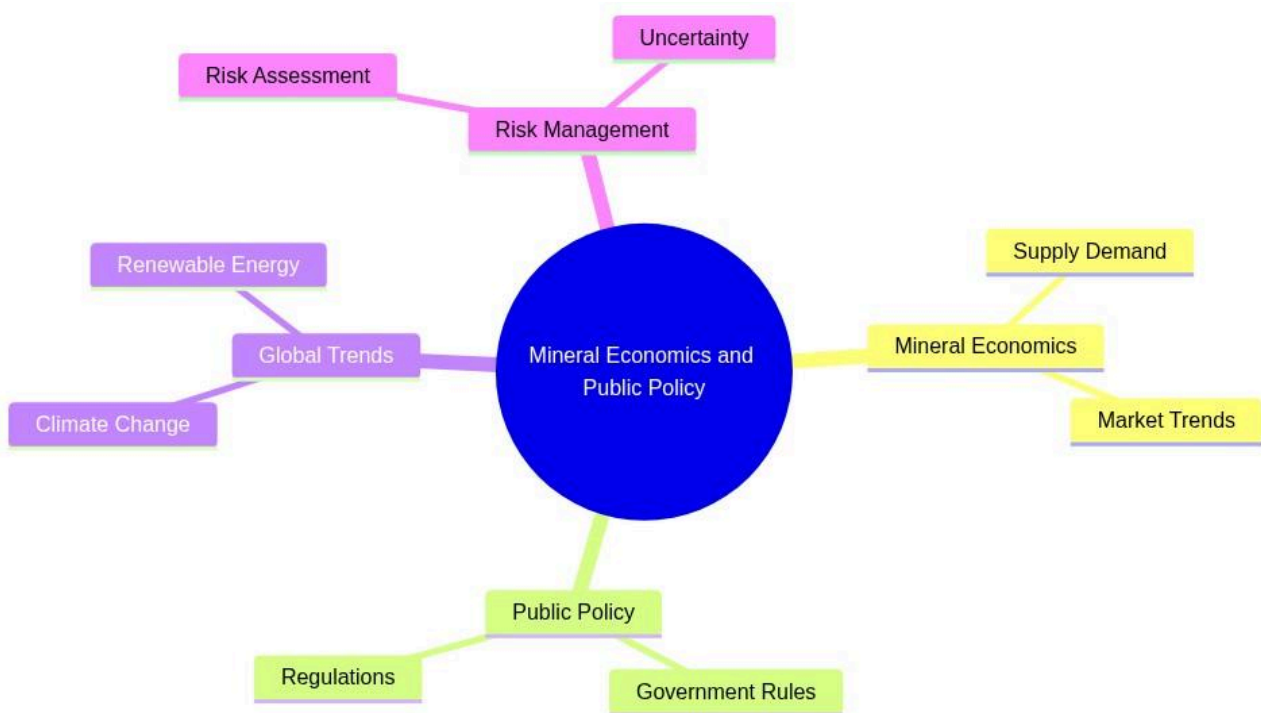 Uncertainty
Risk Assessment
Risk Management
Supply Demand
Renewable Energy
Mineral Economics
Global Trends
Mineral Economics and
Public Policy
Market Trends
Climate Change
Public Policy
Regulations
Government Rules